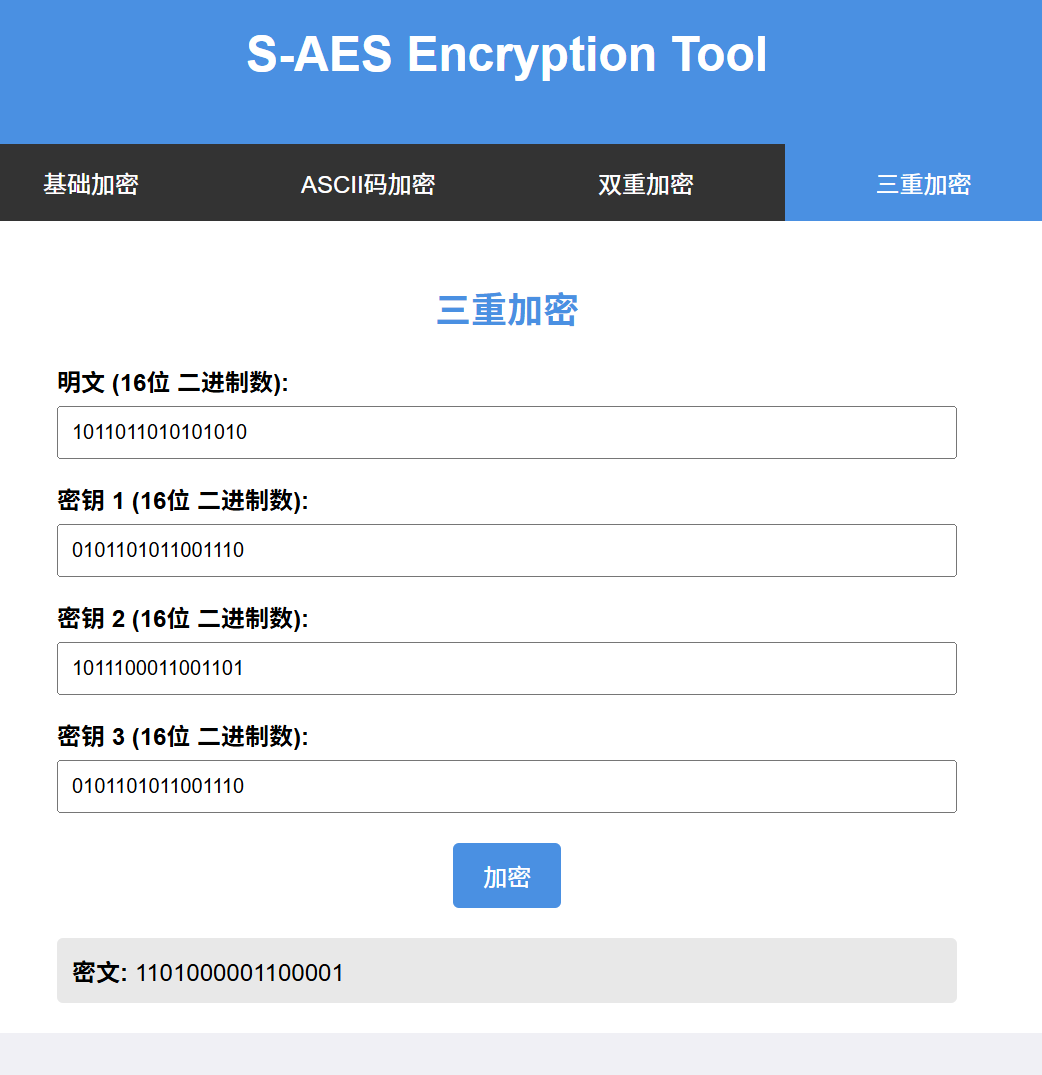 S-AES Encryption Tool
基础加密 ASCII码加密 双重加密 三重加密
三重加密
明文 (16位 二进制数):
1011011010101010
密钥 1 (16位 二进制数):
0101101011001110
密钥 2 (16位 二进制数):
1011100011001101
密钥 3 (16位 二进制数):
0101101011001110
加密
密文: 1101000001100001